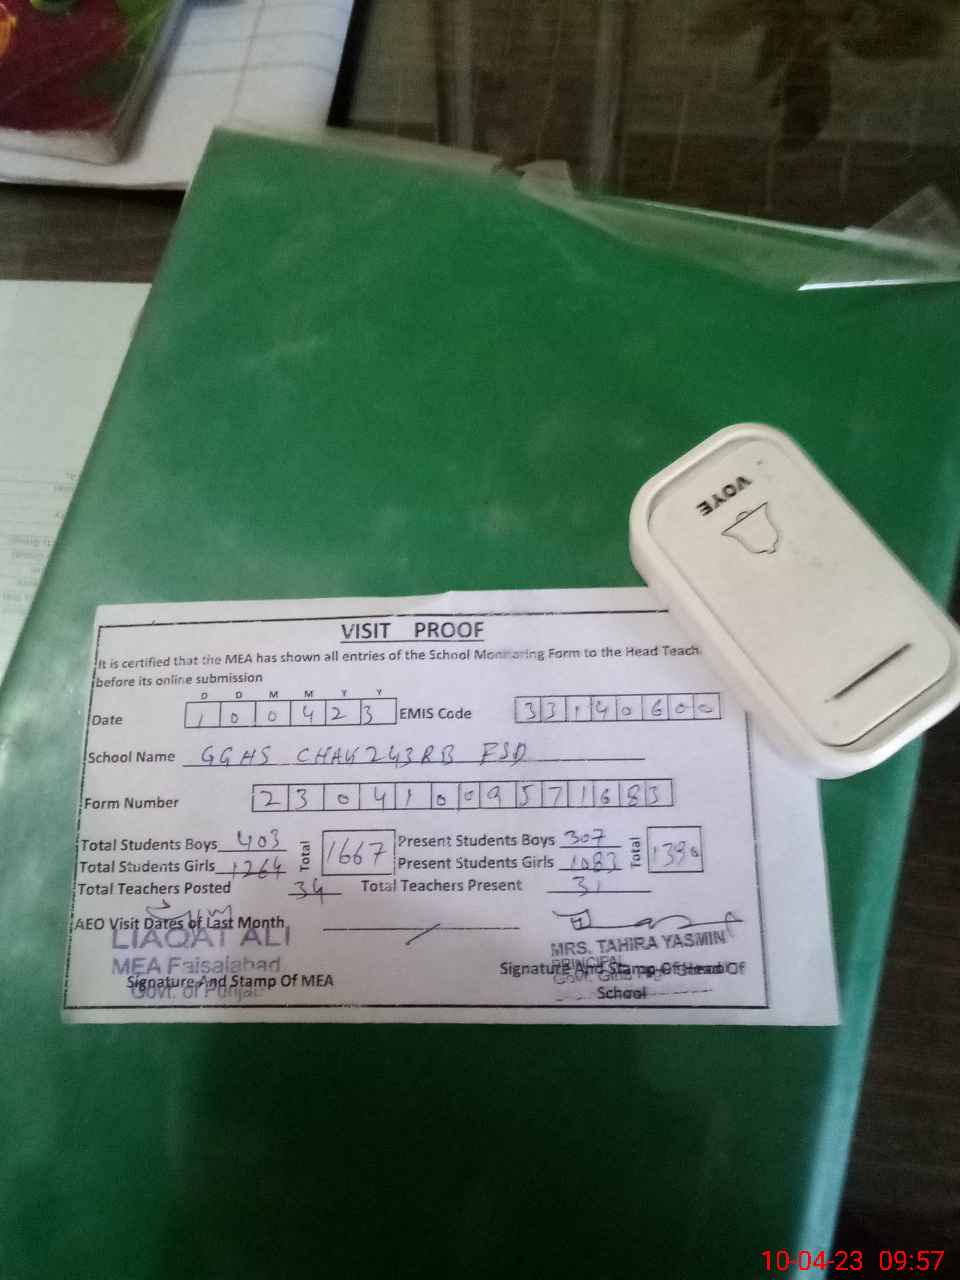 VOYE
VISIT PROOF
It is certified that the MEA has shown all entries of the School Monitoring Form to the Head Teach
before its online submission
D D M M Y Y
Date 1 0 0 4 2 3 EMIS Code 3 3 1 4 0 6 0 0
School Name GGHS CHAK 243 RB FSD
Form Number 2 3 0 4 1 0 0 9 5 7 1 6 8 3
Total Students Boys 403 Total 1667 Present Students Boys 307 Total 1390
Total Students Girls 1264 Present Students Girls 1083
Total Teachers Posted 34 Total Teachers Present 31
AEO Visit Dates of Last Month
LIAQAT ALI
MEA Faisalabad
Govt. of Punjab
Signature And Stamp Of MEA
MRS. TAHIRA YASMIN
PRINCIPAL
Signature And Stamp Of Head Of
School
10-04-23 09:57